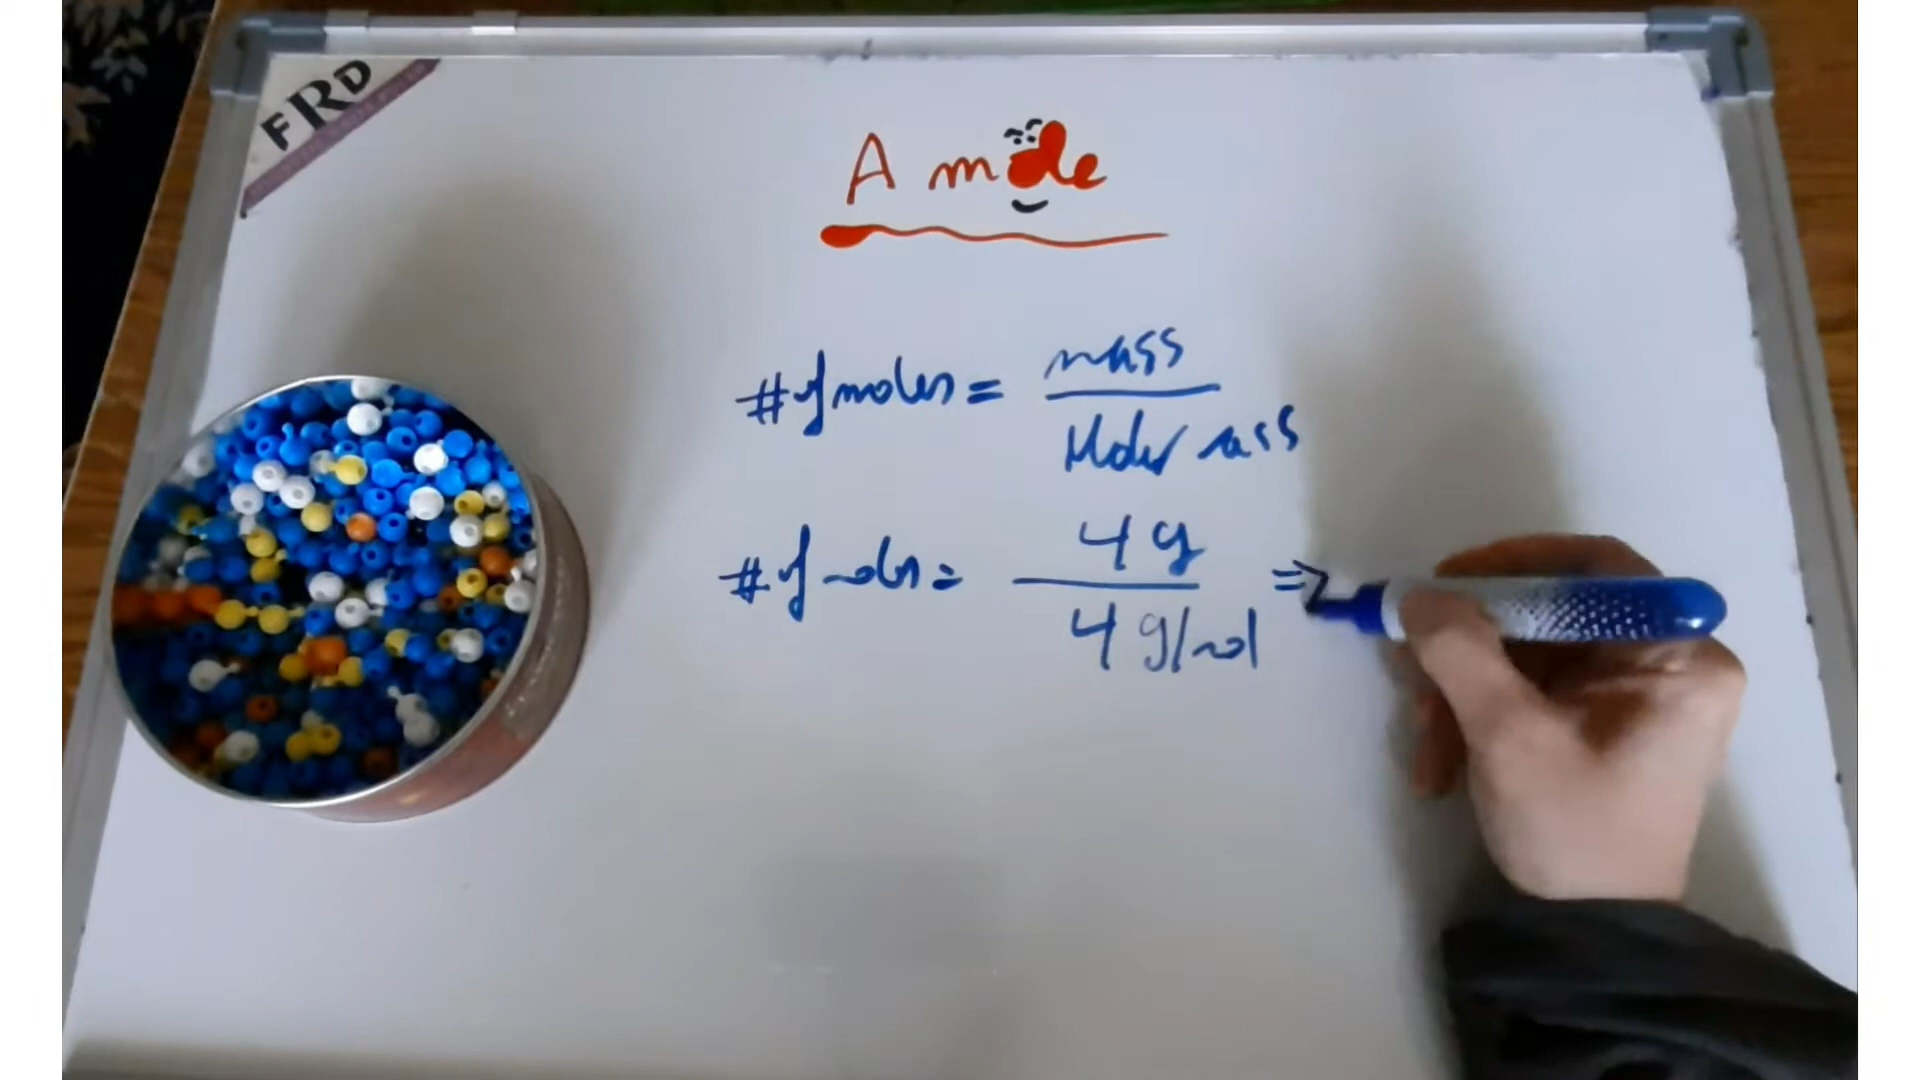 FRD
A mole
# of moles = mass
Molar mass
# of moles = 4 g =>
4 g/mol